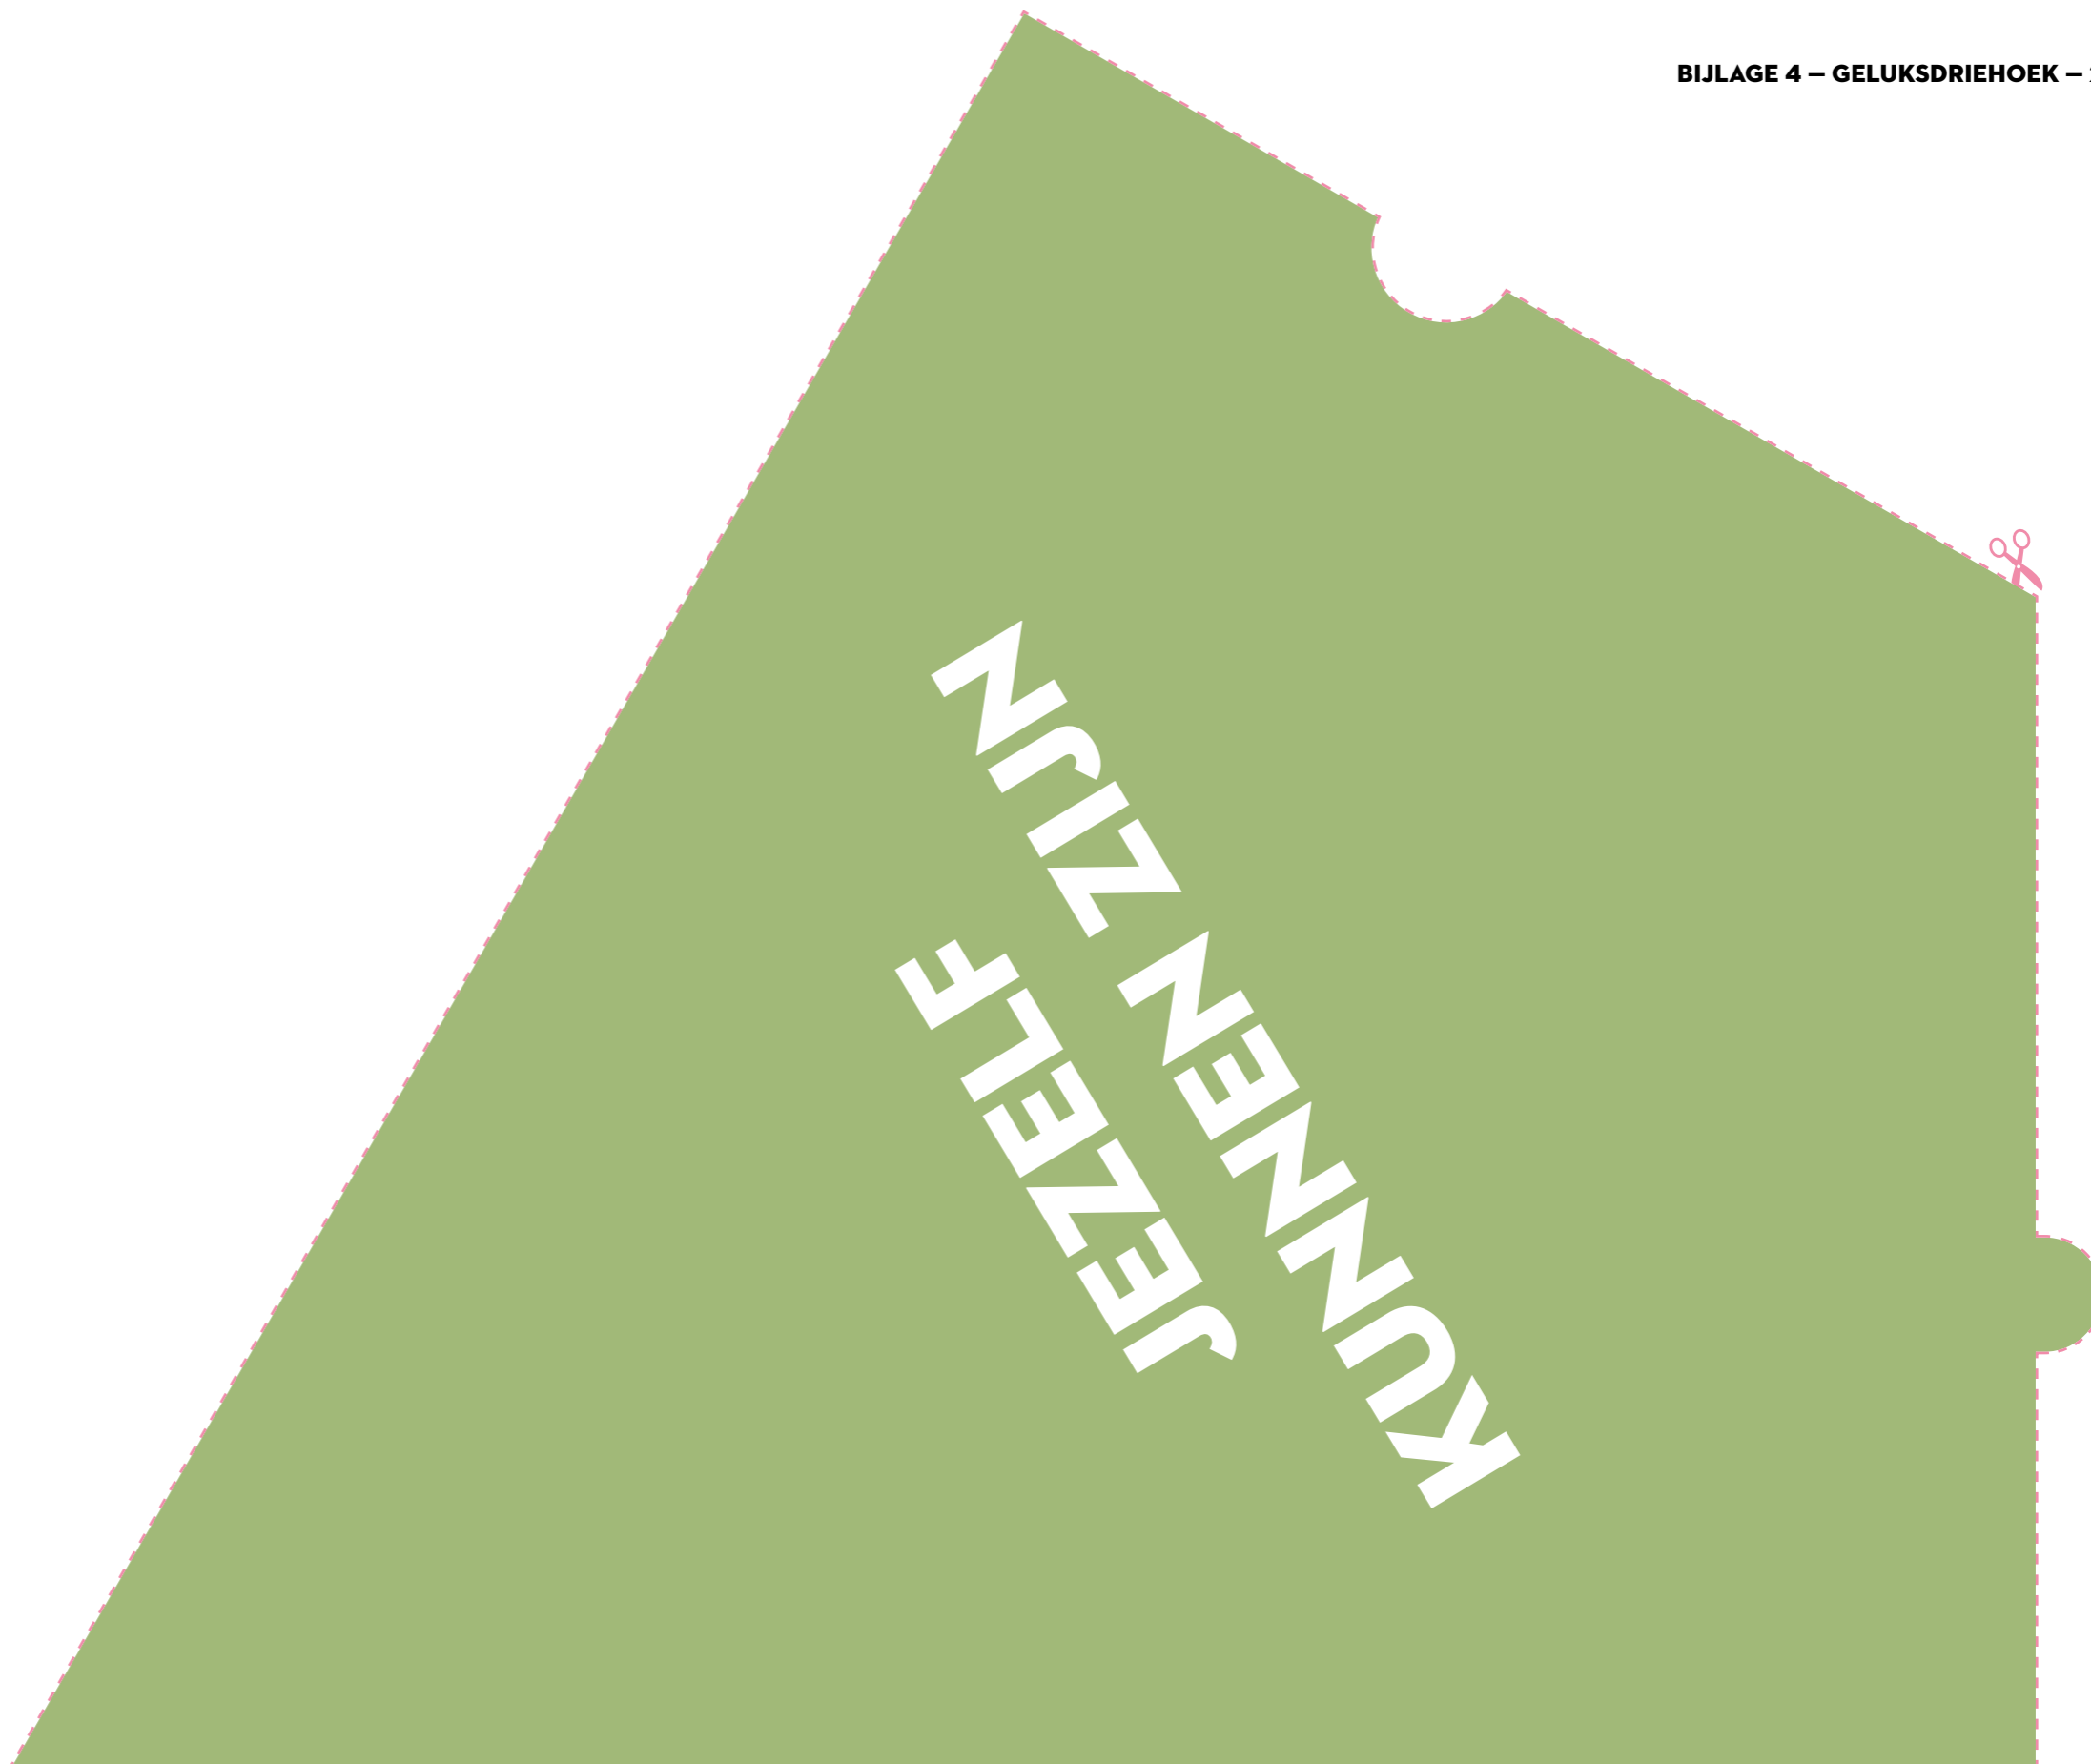 BIJLAGE 4 — GELUKSDRIEHOEK —
JEZELF
KUNNEN ZIJN